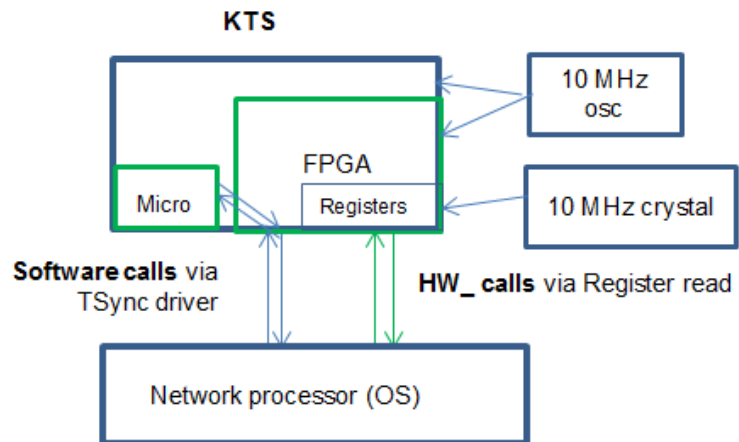 KTS
10 MHz
osc
FPGA
Micro
Registers
10 MHz crystal
Software calls via
TSync driver
HW_ calls via Register read
Network processor (OS)